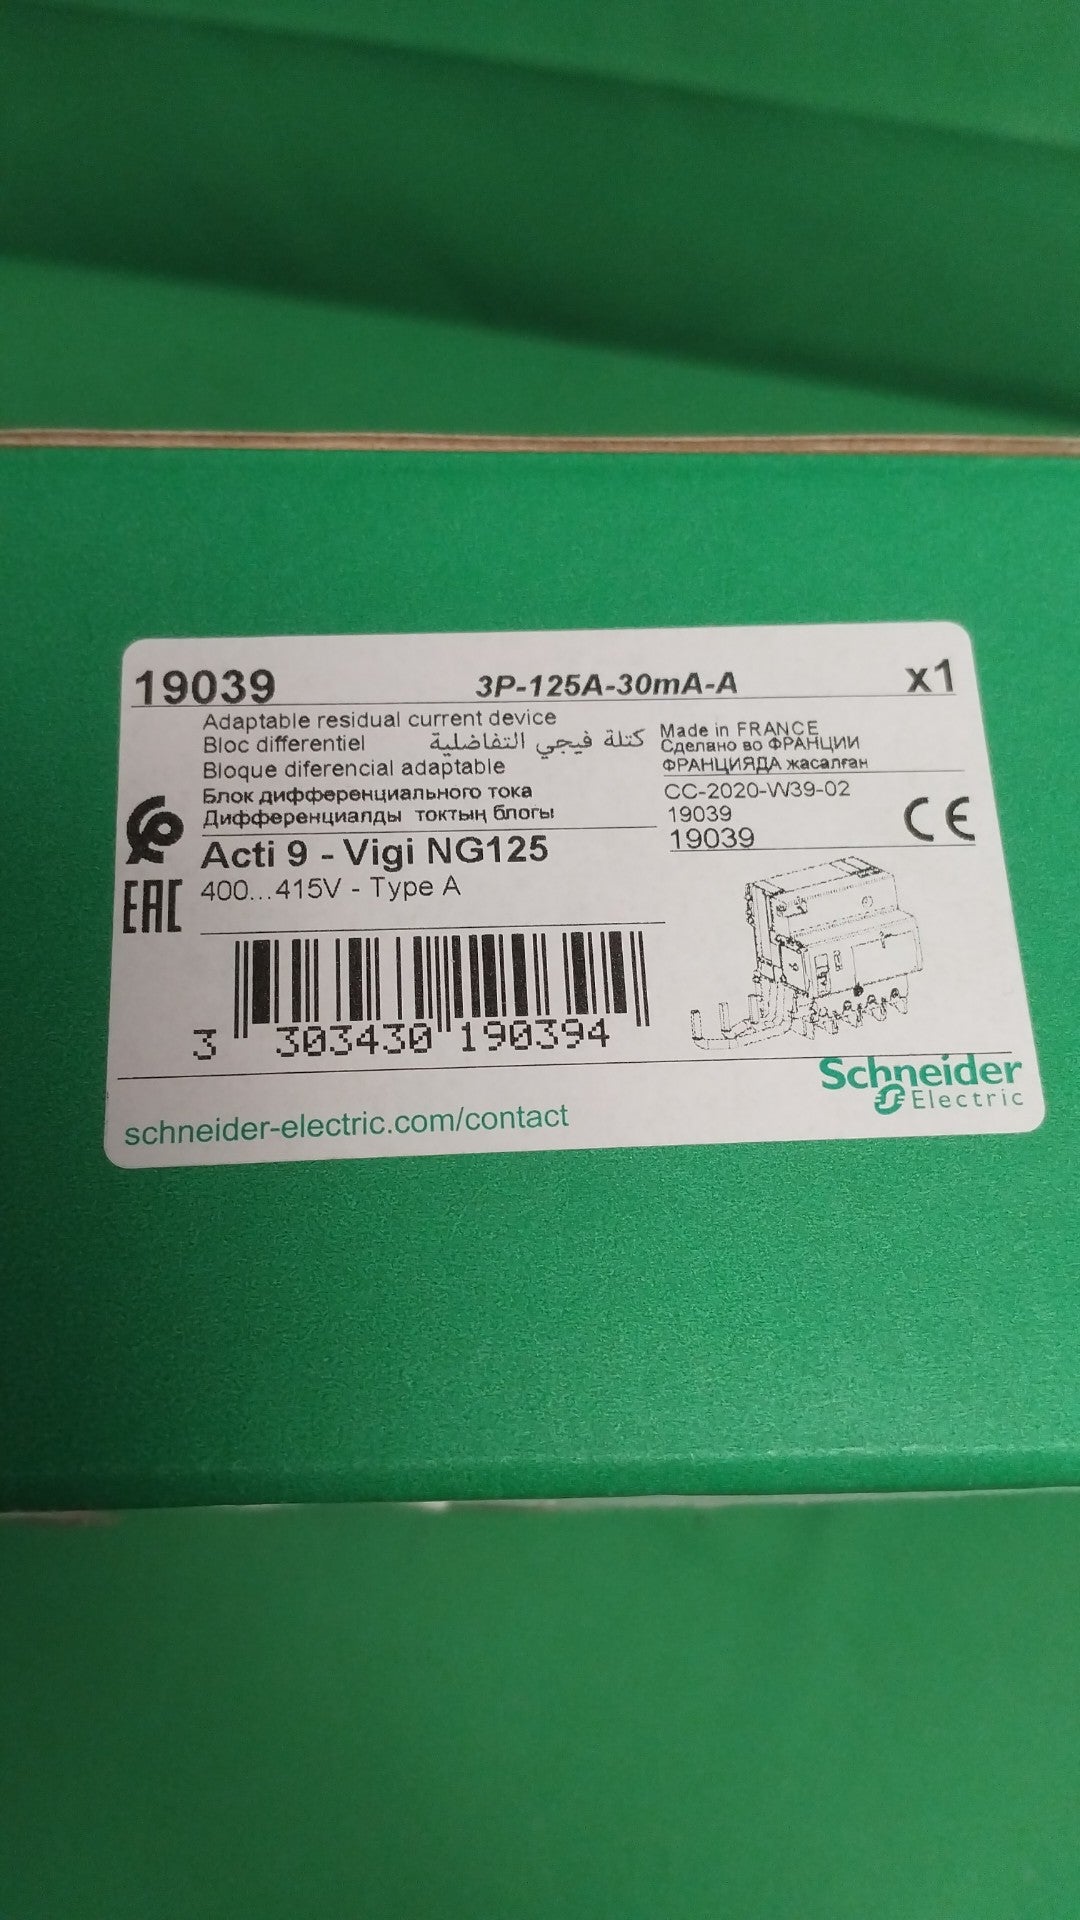 19039 3P-125A-30mA-A x1
Adaptable residual current device
Bloc differentiel كتلة فيجي التفاضلية
Bloque diferencial adaptable
Блок дифференциального тока
Дифференциалды токтың блогы
Made in FRANCE
Сделано во ФРАНЦИИ
ФРАНЦИЯДА жасалған
CC-2020-W39-02
19039
19039
CE
EAC
Acti 9 - Vigi NG125
400...415V - Type A
3 303430 190394
Schneider
Electric
schneider-electric.com/contact